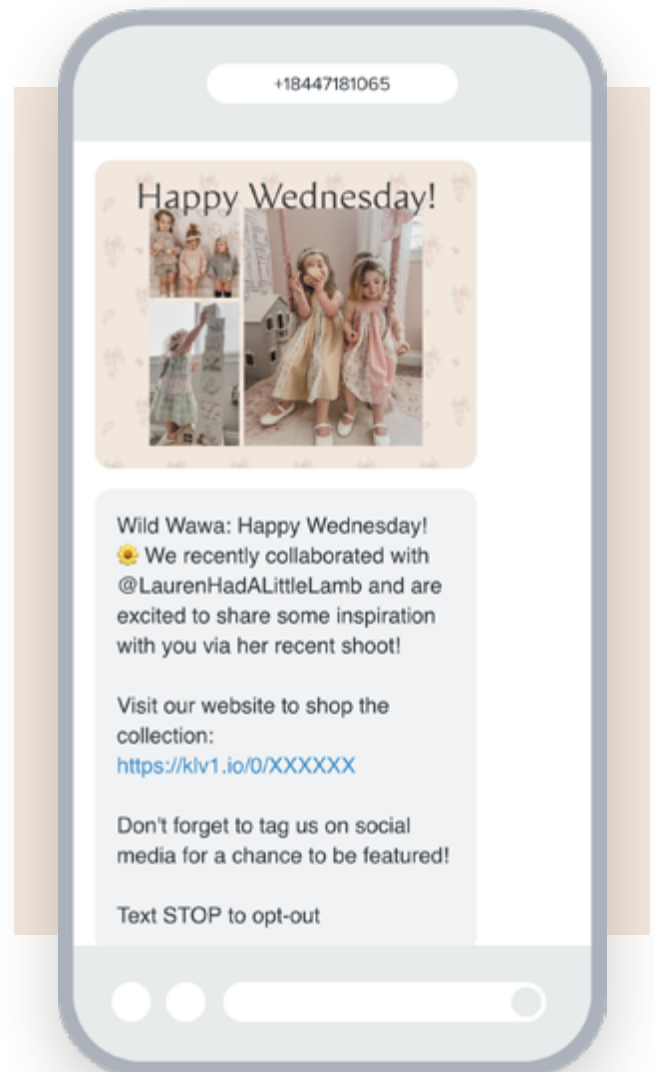 +18447181065
Happy Wednesday!
Wild Wawa: Happy Wednesday!
🌼 We recently collaborated with
@LaurenHadALittleLamb and are
excited to share some inspiration
with you via her recent shoot!
Visit our website to shop the
collection:
https://klv1.io/0/XXXXXX
Don't forget to tag us on social
media for a chance to be featured!
Text STOP to opt-out